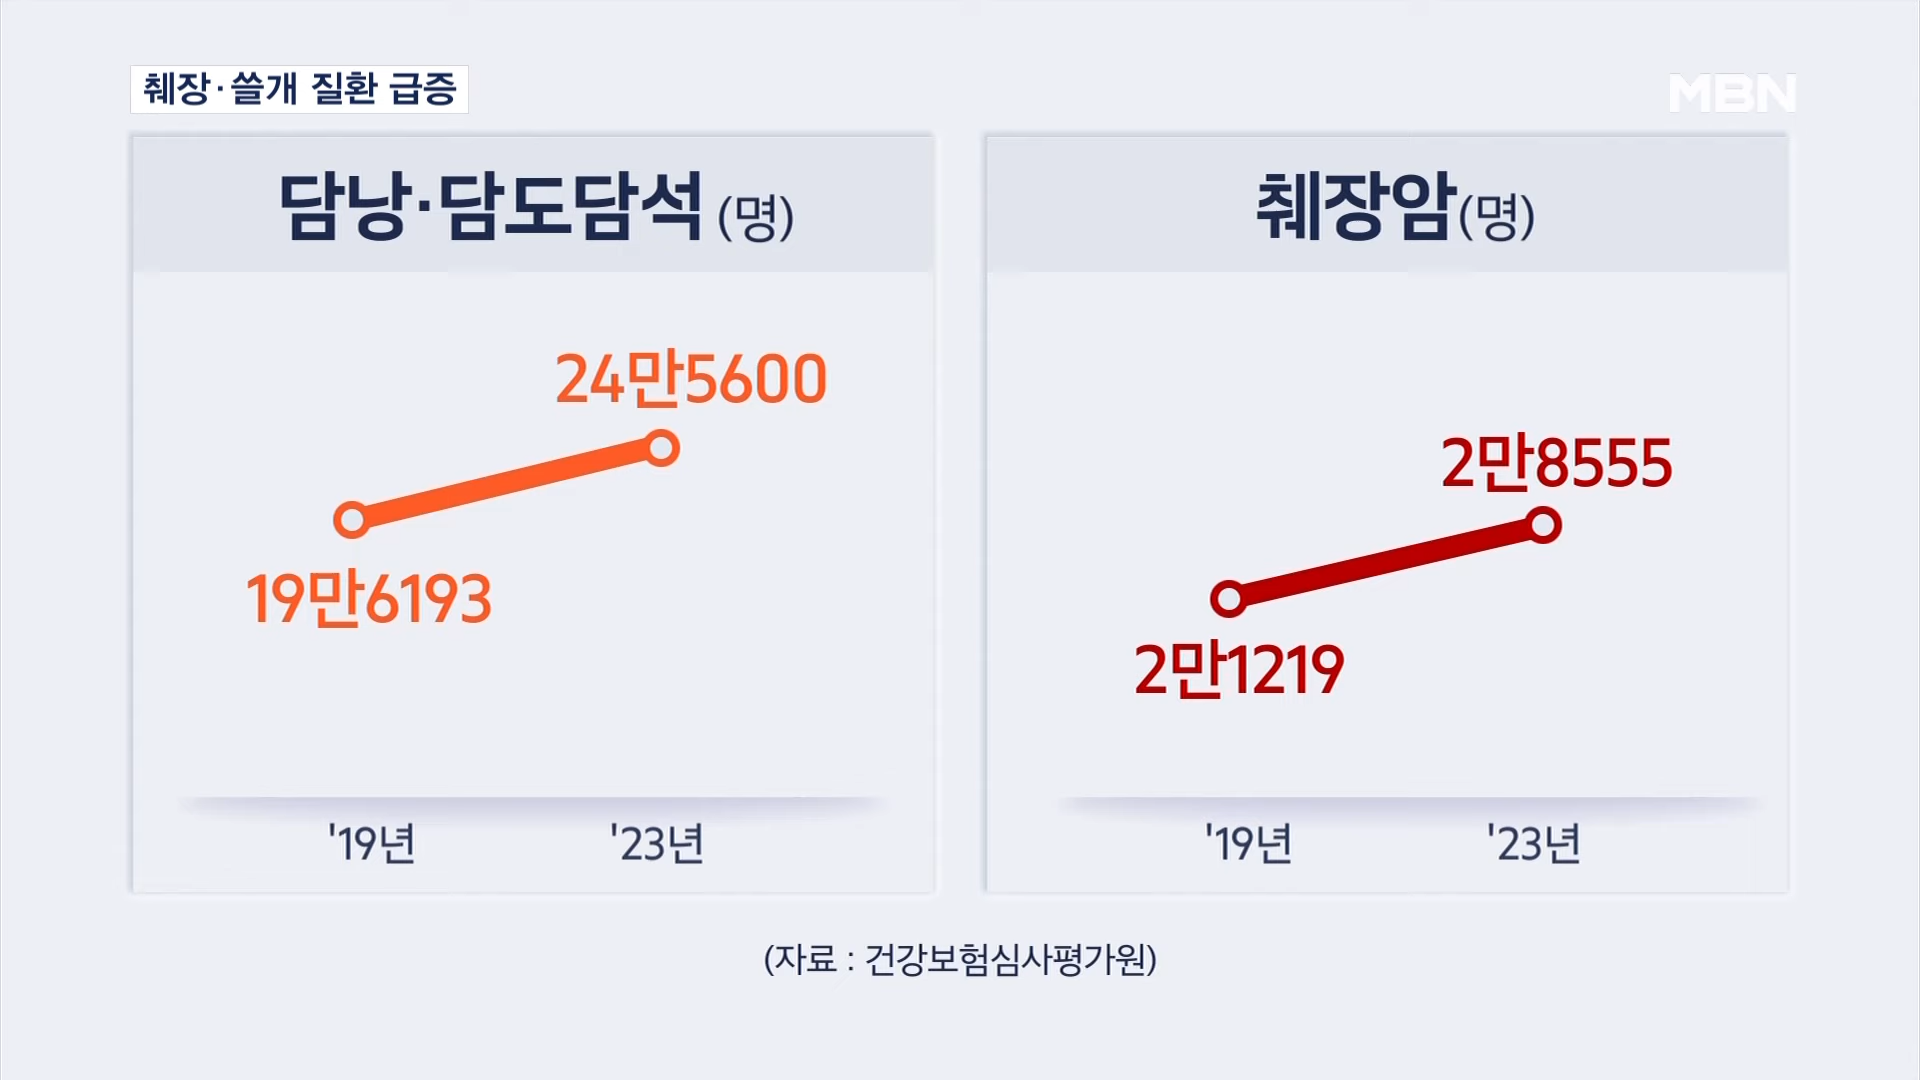 췌장·쓸개 질환 급증
MBN
담낭·담도담석 (명)
24만5600
19만6193
'19년 '23년
췌장암(명)
2만8555
2만1219
'19년 '23년
(자료 : 건강보험심사평가원)